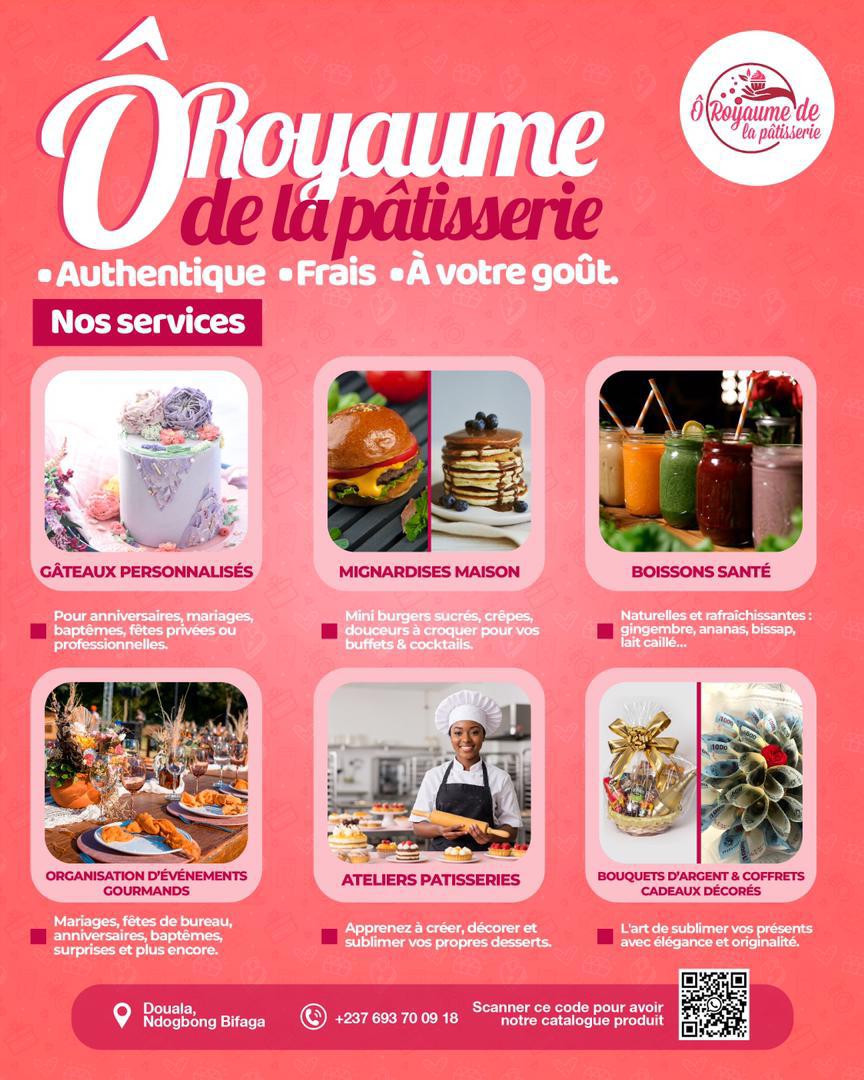 Ô Royaume
de la pâtisserie
Ô Royaume de
la pâtisserie
• Authentique • Frais • À votre goût.
Nos services
GÂTEAUX PERSONNALISÉS
MIGNARDISES MAISON
BOISSONS SANTÉ
Pour anniversaires, mariages,
baptêmes, fêtes privées ou
professionnelles.
Mini burgers sucrés, crêpes,
douceurs à croquer pour vos
buffets & cocktails.
Naturelles et rafraîchissantes :
gingembre, ananas, bissap,
lait caillé...
ORGANISATION D'ÉVÉNEMENTS
GOURMANDS
ATELIERS PATISSERIES
BOUQUETS D'ARGENT & COFFRETS
CADEAUX DÉCORÉS
Mariages, fêtes de bureau,
anniversaires, baptêmes,
surprises et plus encore.
Apprenez à créer, décorer et
sublimer vos propres desserts.
L'art de sublimer vos présents
avec élégance et originalité.
Douala,
Ndogbong Bifaga
+237 693 70 09 18
Scanner ce code pour avoir
notre catalogue produit